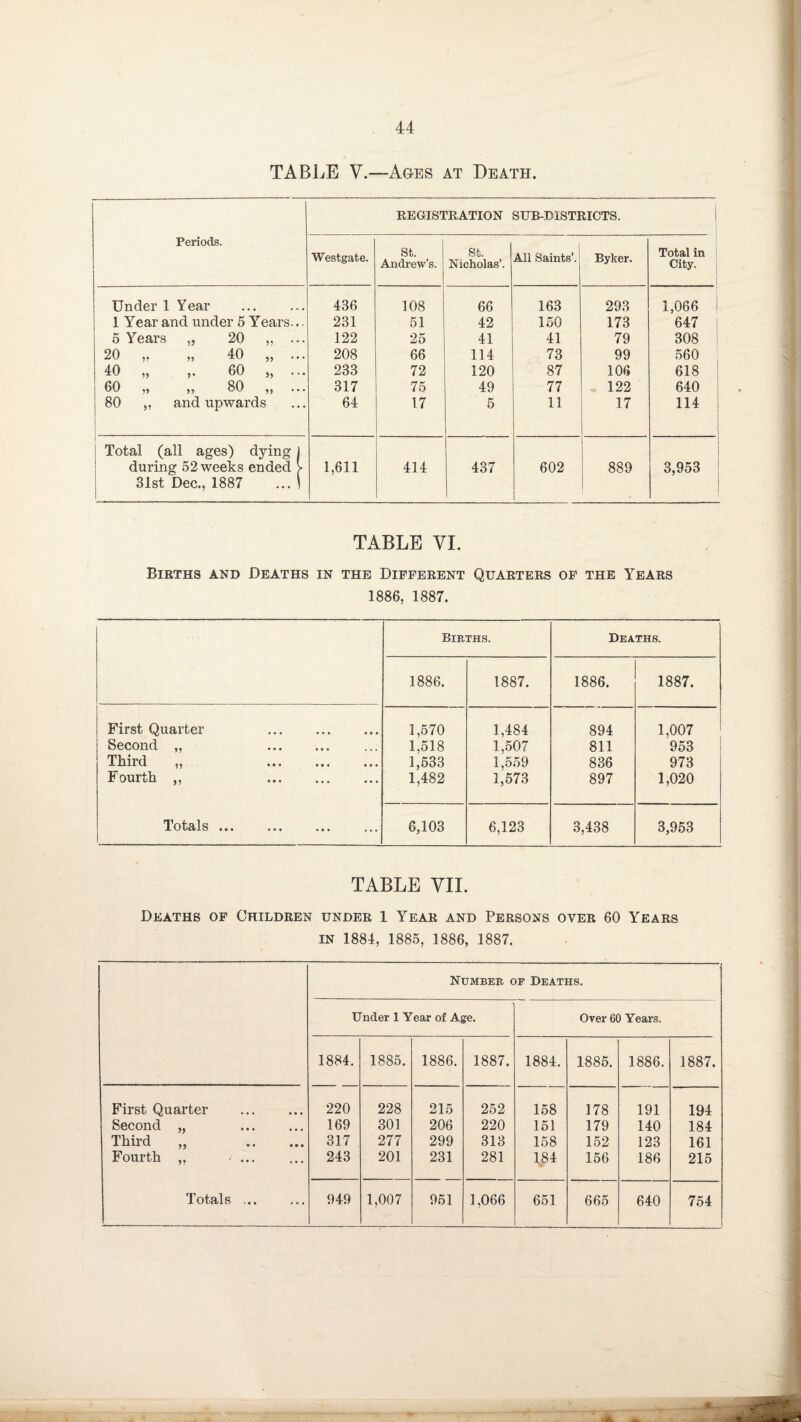 44
TABLE V.—Ages at Death.
Periods. REGISTRATION SUB-DISTRICTS.
Westgate. St. Andrew's. St. Nicholas'. All Saints'. Byker. Total in City.
Under 1 Year ... ... 436 108 66 163 293 1,066
1 Year and under 5 Years... 231 51 42 150 173 647
5 Years „ 20 „ ... 122 25 41 41 79 308
20 „ „ 40 „ ... 208 66 114 73 99 560
40 „ „ 60 „ ... 233 72 120 87 106 618
60 „ „ 80 „ ... 317 75 49 77 122 640
80 „ and upwards ... 64 17 5 11 17 114
Total (all ages) dying
during 52 weeks ended 1,611 414 437 602 889 3,953
31st Dec., 1887 ...
TABLE VI.
Births and Deaths in the Different Quarters of the Years
1886, 1887.
Births. Deaths.
1886. 1887. 1886. 1887.
First Quarter ... ... ... 1,570 1,484 894 1,007
Second „ ... ... ... 1,518 1,507 811 953
Third „ ... ... ... 1,533 1,559 836 973
Fourth „ ... ... ... 1,482 1,573 897 1,020
Totals ... ... ... ... 6,103 6,123 3,438 3,953
TABLE VII.
Deaths of Children under 1 Year and Persons over 60 Years
in 1884, 1885, 1886, 1887.
Number of Deaths.
Under 1 Year of Age. Over 60 Years.
1884. 1885. 1886. 1887. 1884. 1885. 1886. 1887.
First Quarter ... ... 220 228 215 252 158 178 191 194
Second „ ... ... 169 301 206 220 151 179 140 184
Third „ .. ... 317 277 299 313 158 152 123 161
Fourth „ ... ... 243 201 231 281 184 156 186 215
Totals ... ... 949 1,007 951 1,066 651 665 640 754